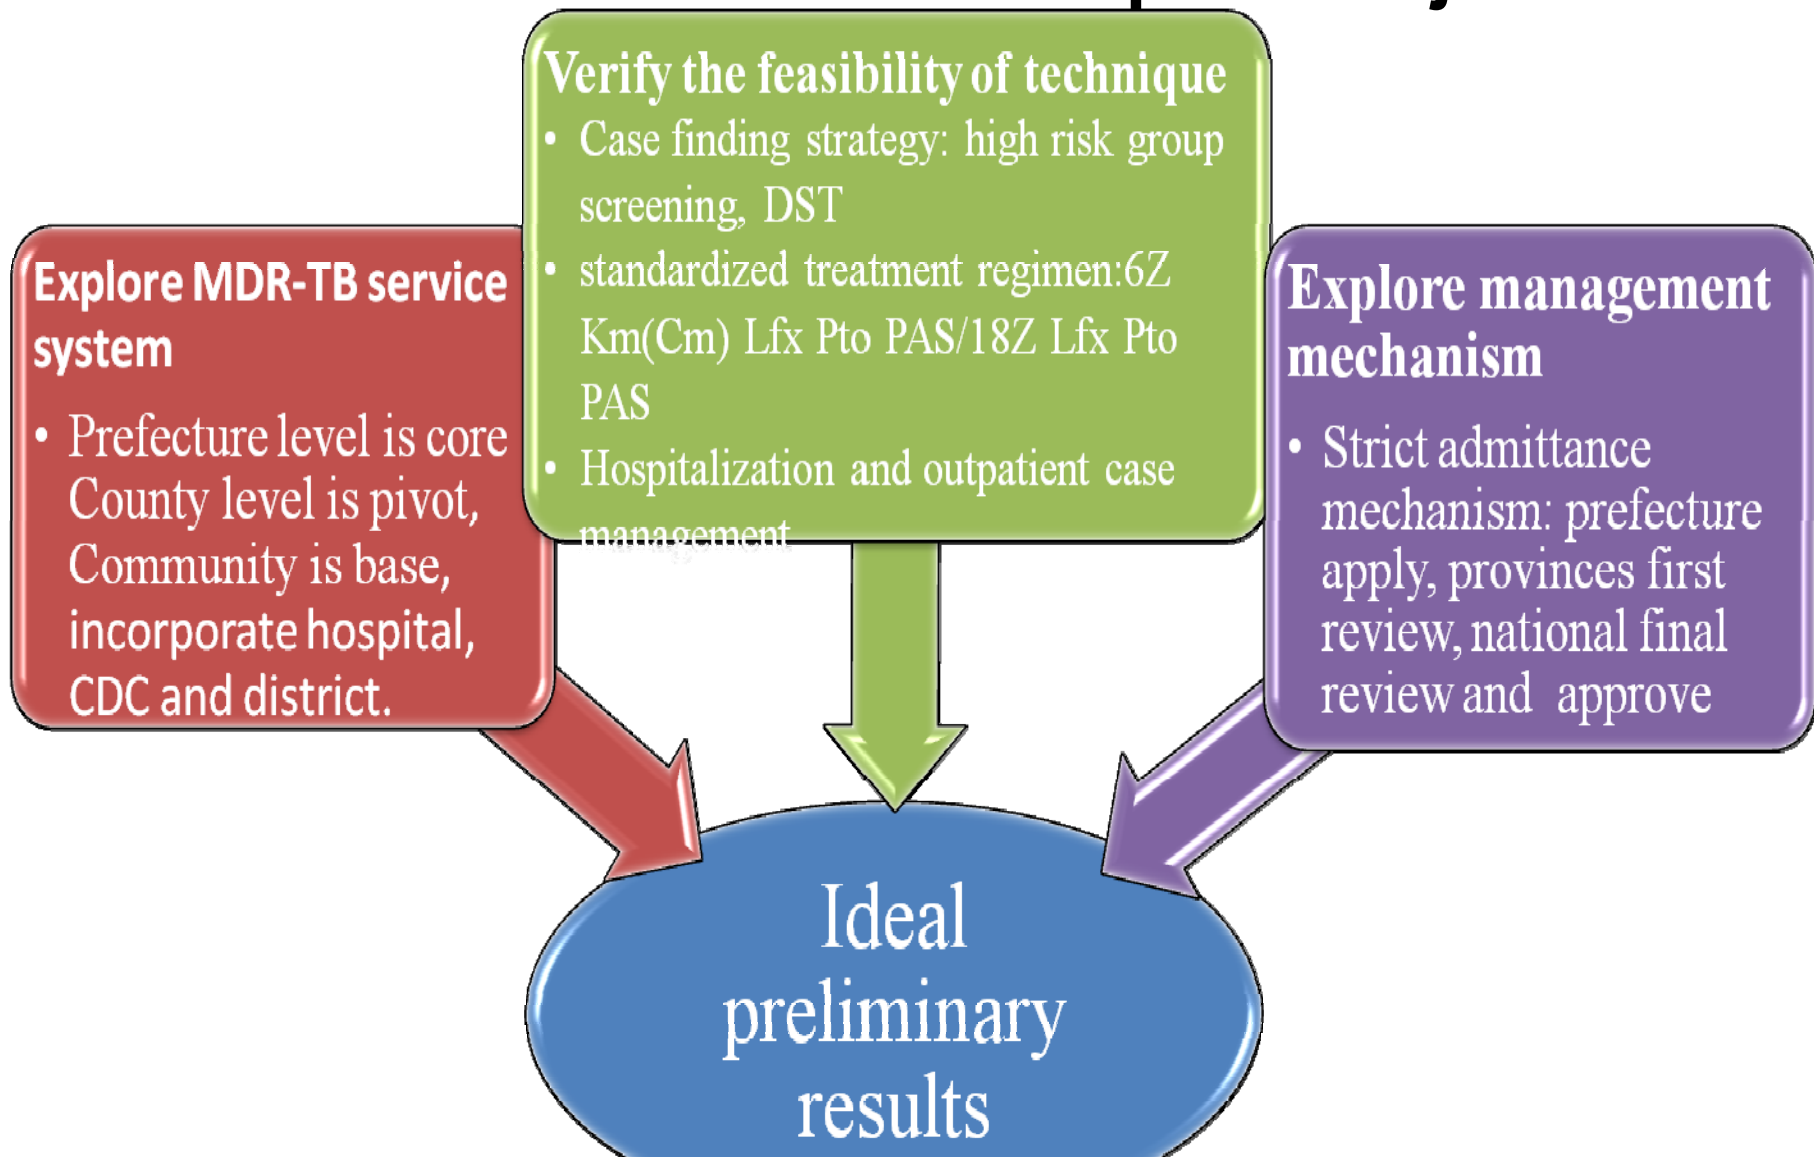 Verify the feasibility of technique
• Case finding strategy: high risk group
screening, DST
• standardized treatment regimen:6Z
Km(Cm) Lfx Pto PAS/18Z Lfx Pto
PAS
• Hospitalization and outpatient case
management
Explore MDR-TB service
system
• Prefecture level is core
County level is pivot,
Community is base,
incorporate hospital,
CDC and district.
Explore management
mechanism
• Strict admittance
mechanism: prefecture
apply, provinces first
review, national final
review and approve
Ideal
preliminary
results